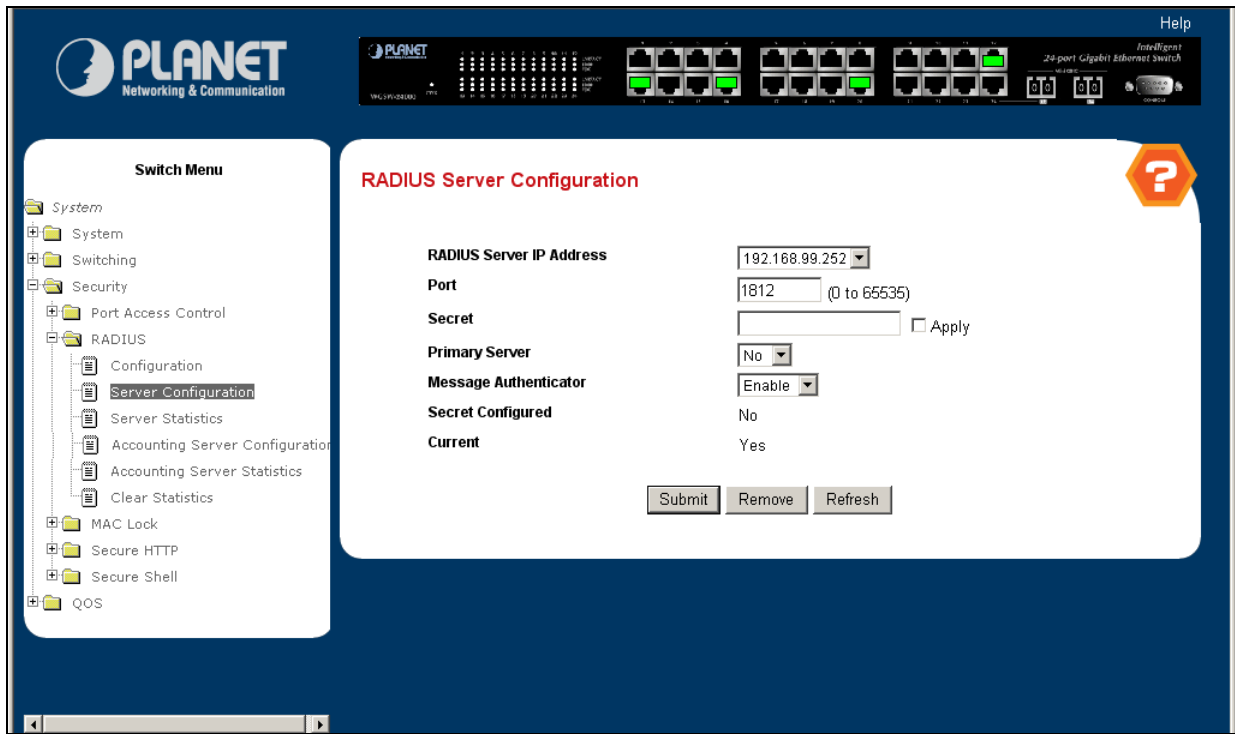 Help
PLANET
Networking & Communication
PLANET
Intelligent
24-port Gigabit Ethernet Switch
WGSW-24000
CONSOLE
Switch Menu
System
System
Switching
Security
Port Access Control
RADIUS
Configuration
Server Configuration
Server Statistics
Accounting Server Configuration
Accounting Server Statistics
Clear Statistics
MAC Lock
Secure HTTP
Secure Shell
QOS
RADIUS Server Configuration
?
RADIUS Server IP Address 192.168.99.252
Port 1812 (0 to 65535)
Secret Apply
Primary Server No
Message Authenticator Enable
Secret Configured No
Current Yes
Submit Remove Refresh